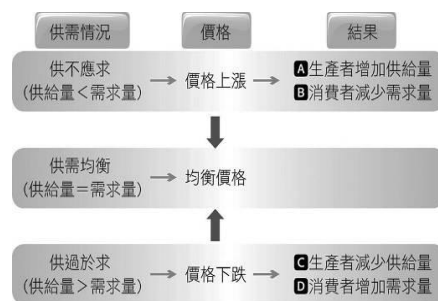 供需情況
價格
結果
供不應求
(供給量<需求量)
價格上漲
A生產者增加供給量
B消費者減少需求量
供需均衡
(供給量=需求量)
均衡價格
供過於求
(供給量>需求量)
價格下跌
C生產者減少供給量
D消費者增加需求量